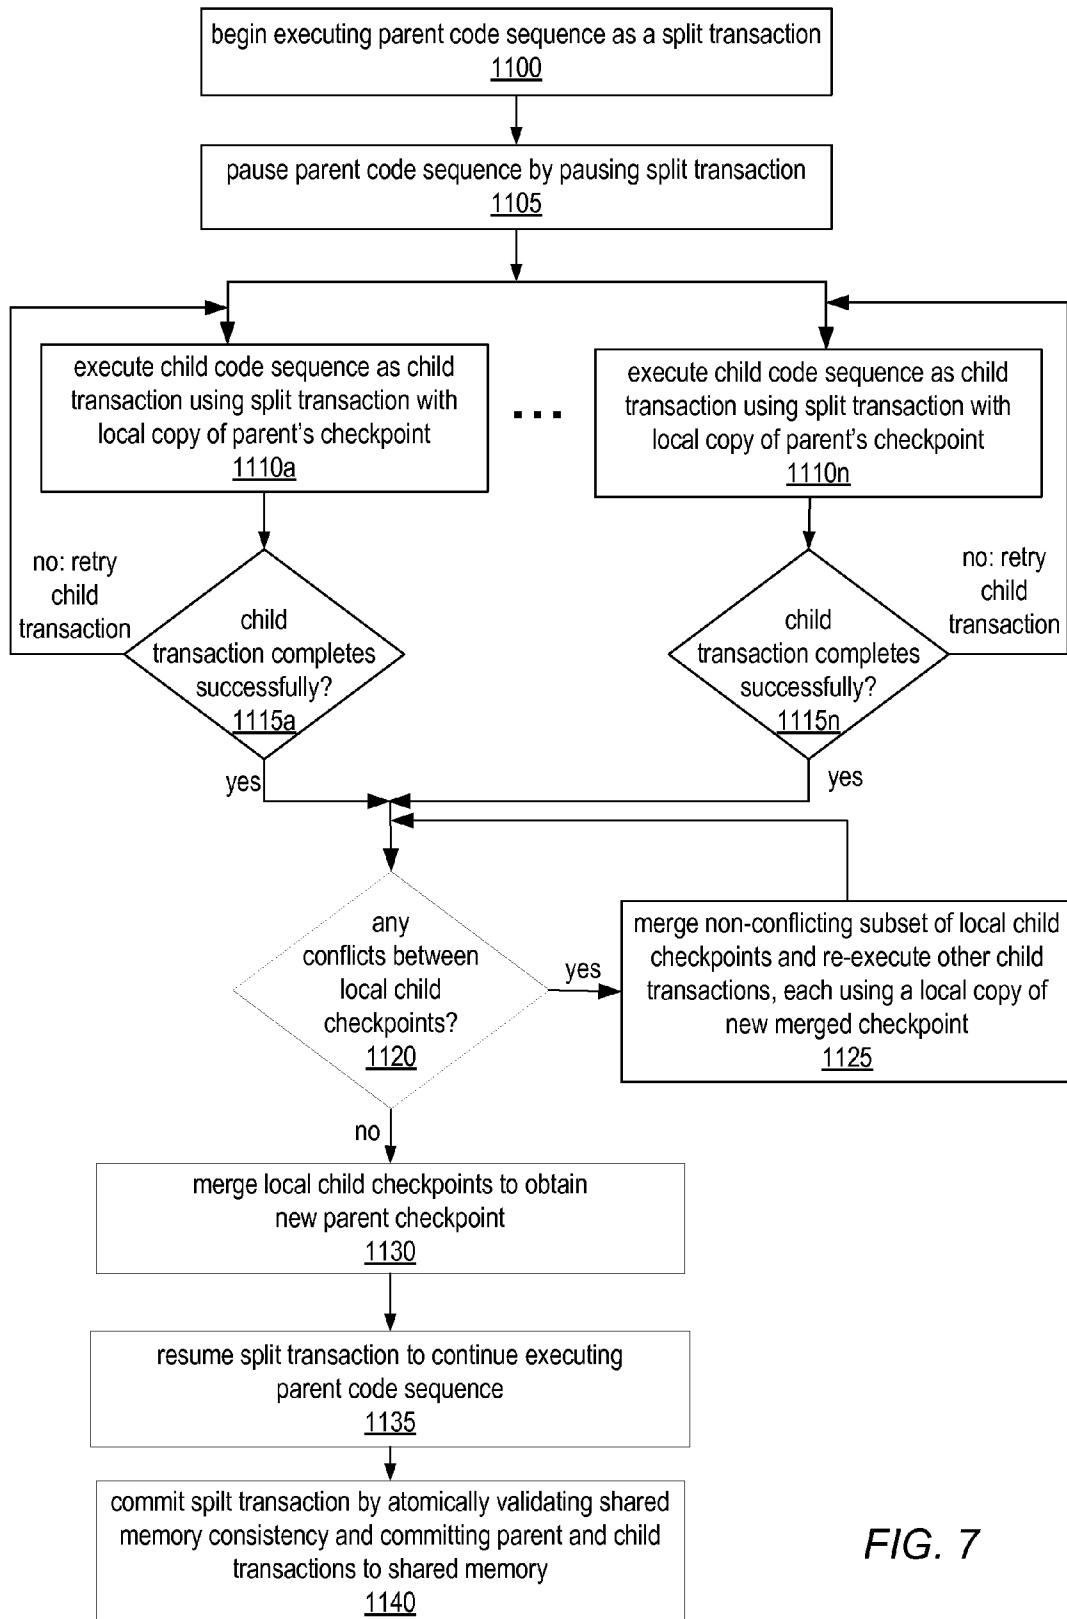 begin executing parent code sequence as a split transaction
1100
pause parent code sequence by pausing split transaction
1105
execute child code sequence as child
transaction using split transaction with
local copy of parent's checkpoint
1110a
...
execute child code sequence as child
transaction using split transaction with
local copy of parent's checkpoint
1110n
no: retry
child
transaction
child
transaction completes
successfully?
1115a
no: retry
child
transaction
child
transaction completes
successfully?
1115n
yes
yes
any
conflicts between
local child
checkpoints?
1120
yes
merge non-conflicting subset of local child
checkpoints and re-execute other child
transactions, each using a local copy of
new merged checkpoint
1125
no
merge local child checkpoints to obtain
new parent checkpoint
1130
resume split transaction to continue executing
parent code sequence
1135
commit spilt transaction by atomically validating shared
memory consistency and committing parent and child
transactions to shared memory
1140
FIG. 7